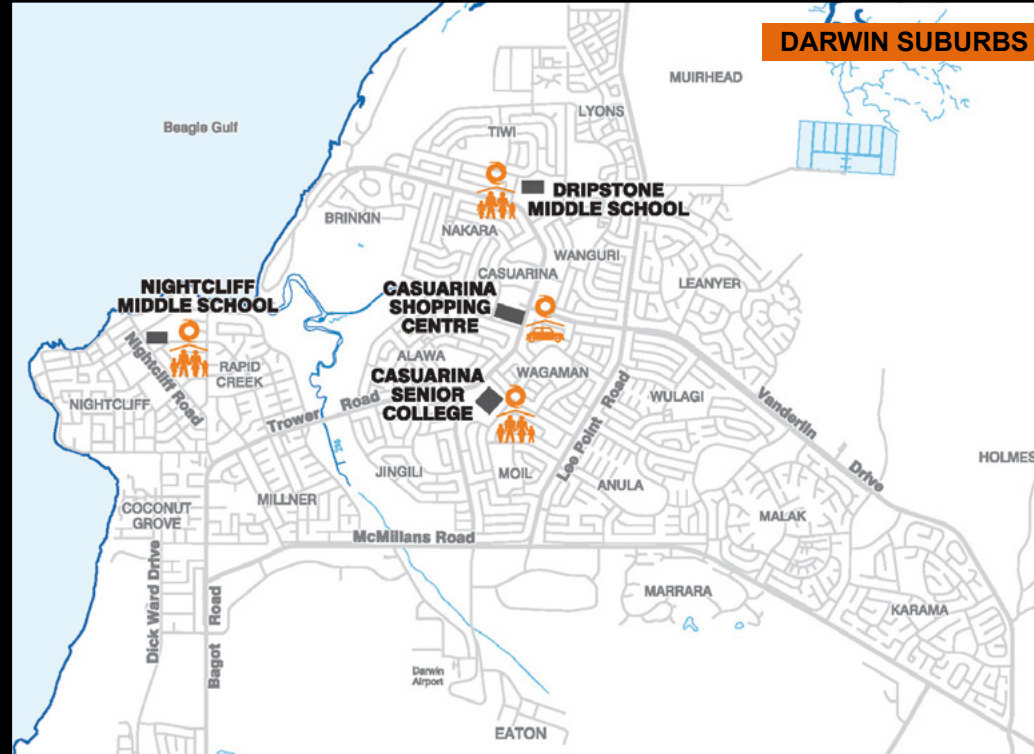 DARWIN SUBURBS
MUIRHEAD
LYONS
Beagle Gulf
TIWI
DRIPSTONE
MIDDLE SCHOOL
BRINKIN
NAKARA
WANGURI
CASUARINA
LEANYER
NIGHTCLIFF
MIDDLE SCHOOL
CASUARINA
SHOPPING
CENTRE
Nightcliff Road
RAPID
CREEK
ALAWA
WAGAMAN
CASUARINA
SENIOR
COLLEGE
NIGHTCLIFF
Trower Road
Lee Point Road
WULAGI
Vanderlin Drive
HOLMES
JINGILI
MOIL
ANULA
MILLNER
COCONUT
GROVE
MALAK
McMillans Road
Dick Ward Drive
Bagot Road
MARRARA
KARAMA
Darwin
Airport
EATON